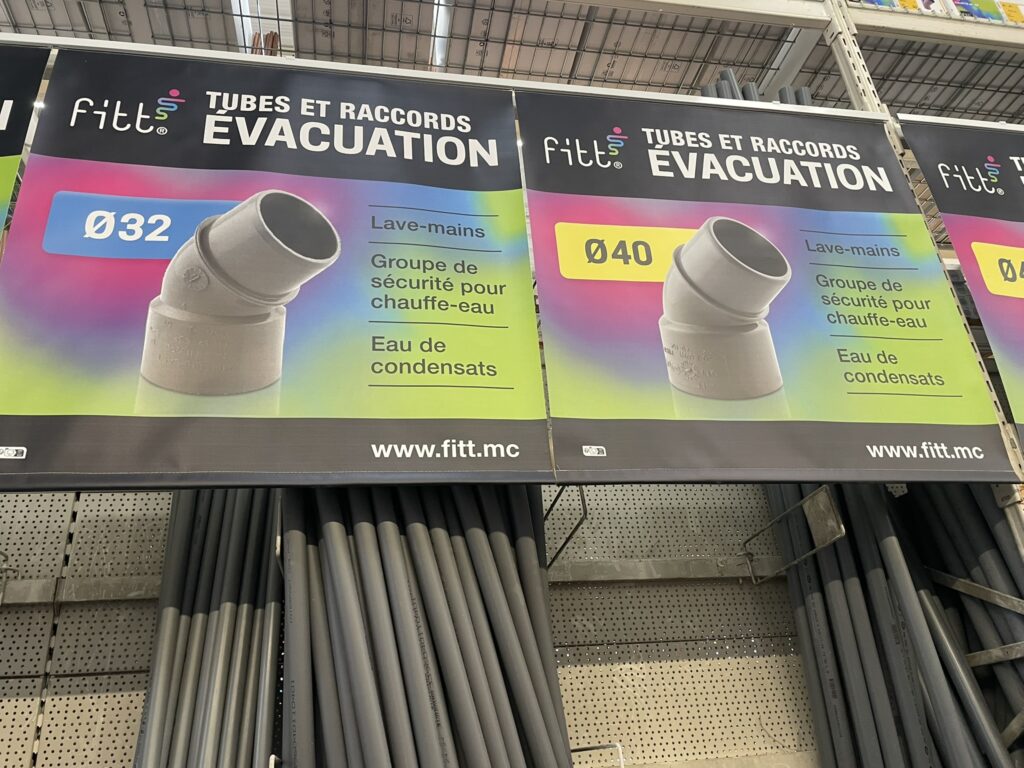 fitt®
TUBES ET RACCORDS
ÉVACUATION
Ø32
Lave-mains
Groupe de
sécurité pour
chauffe-eau
Eau de
condensats
www.fitt.mc
fitt®
TUBES ET RACCORDS
ÉVACUATION
Ø40
Lave-mains
Groupe de
sécurité pour
chauffe-eau
Eau de
condensats
www.fitt.mc
fitt®